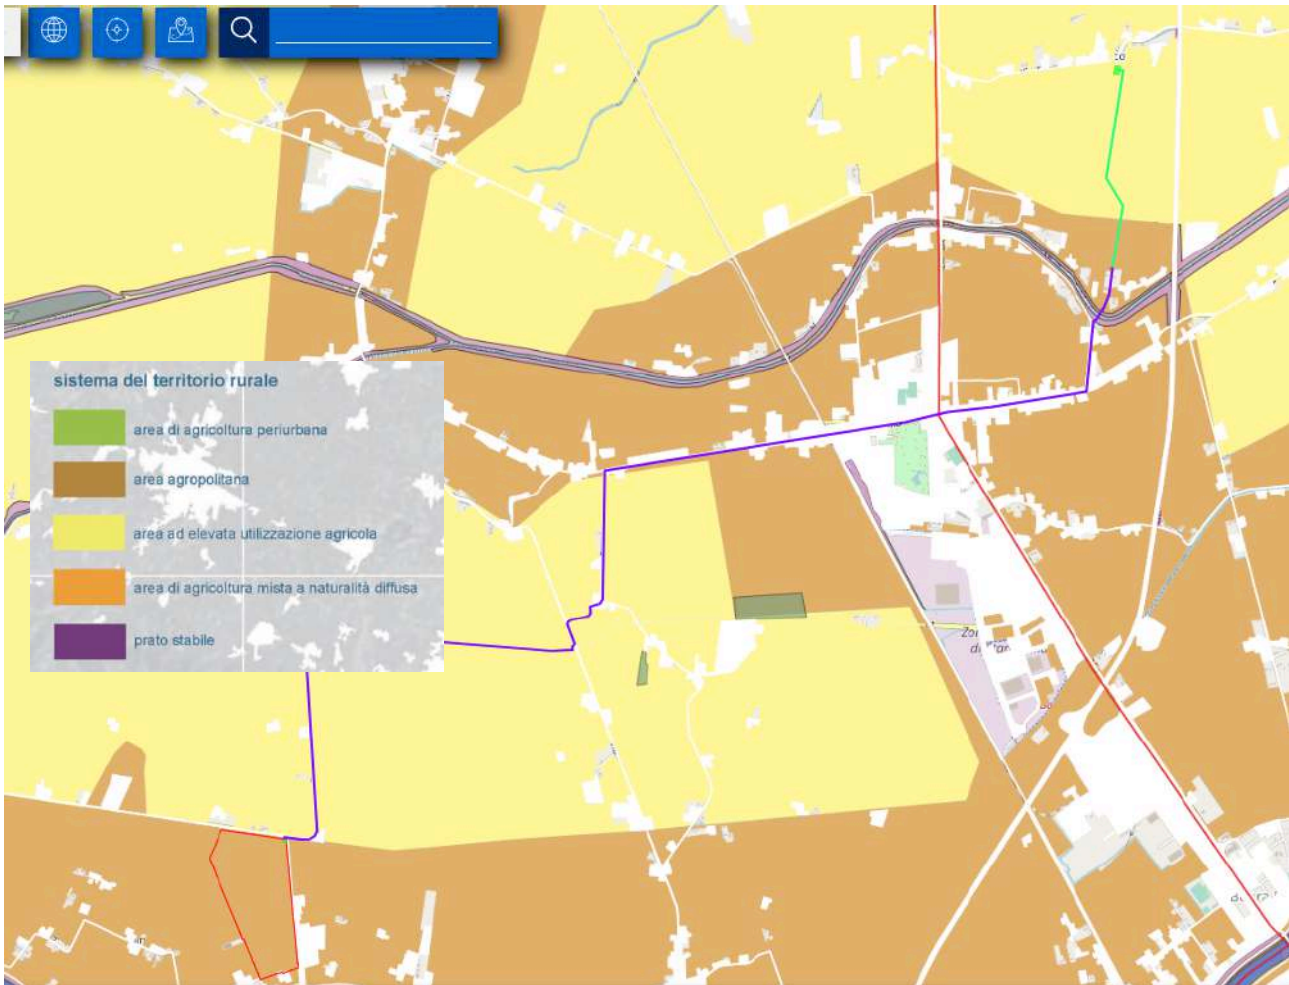 sistema del territorio rurale
area di agricoltura periurbana
area agropolitana
area ad elevata utilizzazione agricola
area di agricoltura mista a naturalità diffusa
prato stabile